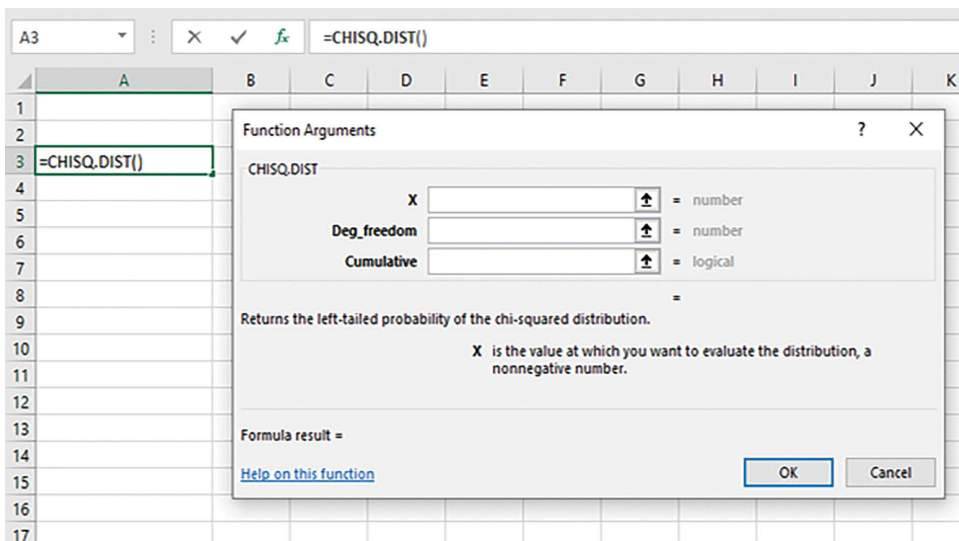 A3 =CHISQ.DIST()
A B C D E F G H I J K
1
2
3 =CHISQ.DIST()
4
5
6
7
8
9
10
11
12
13
14
15
16
17
Function Arguments ?
CHISQ.DIST
X = number
Deg_freedom = number
Cumulative = logical
=
Returns the left-tailed probability of the chi-squared distribution.
X is the value at which you want to evaluate the distribution, a
nonnegative number.
Formula result =
Help on this function OK Cancel